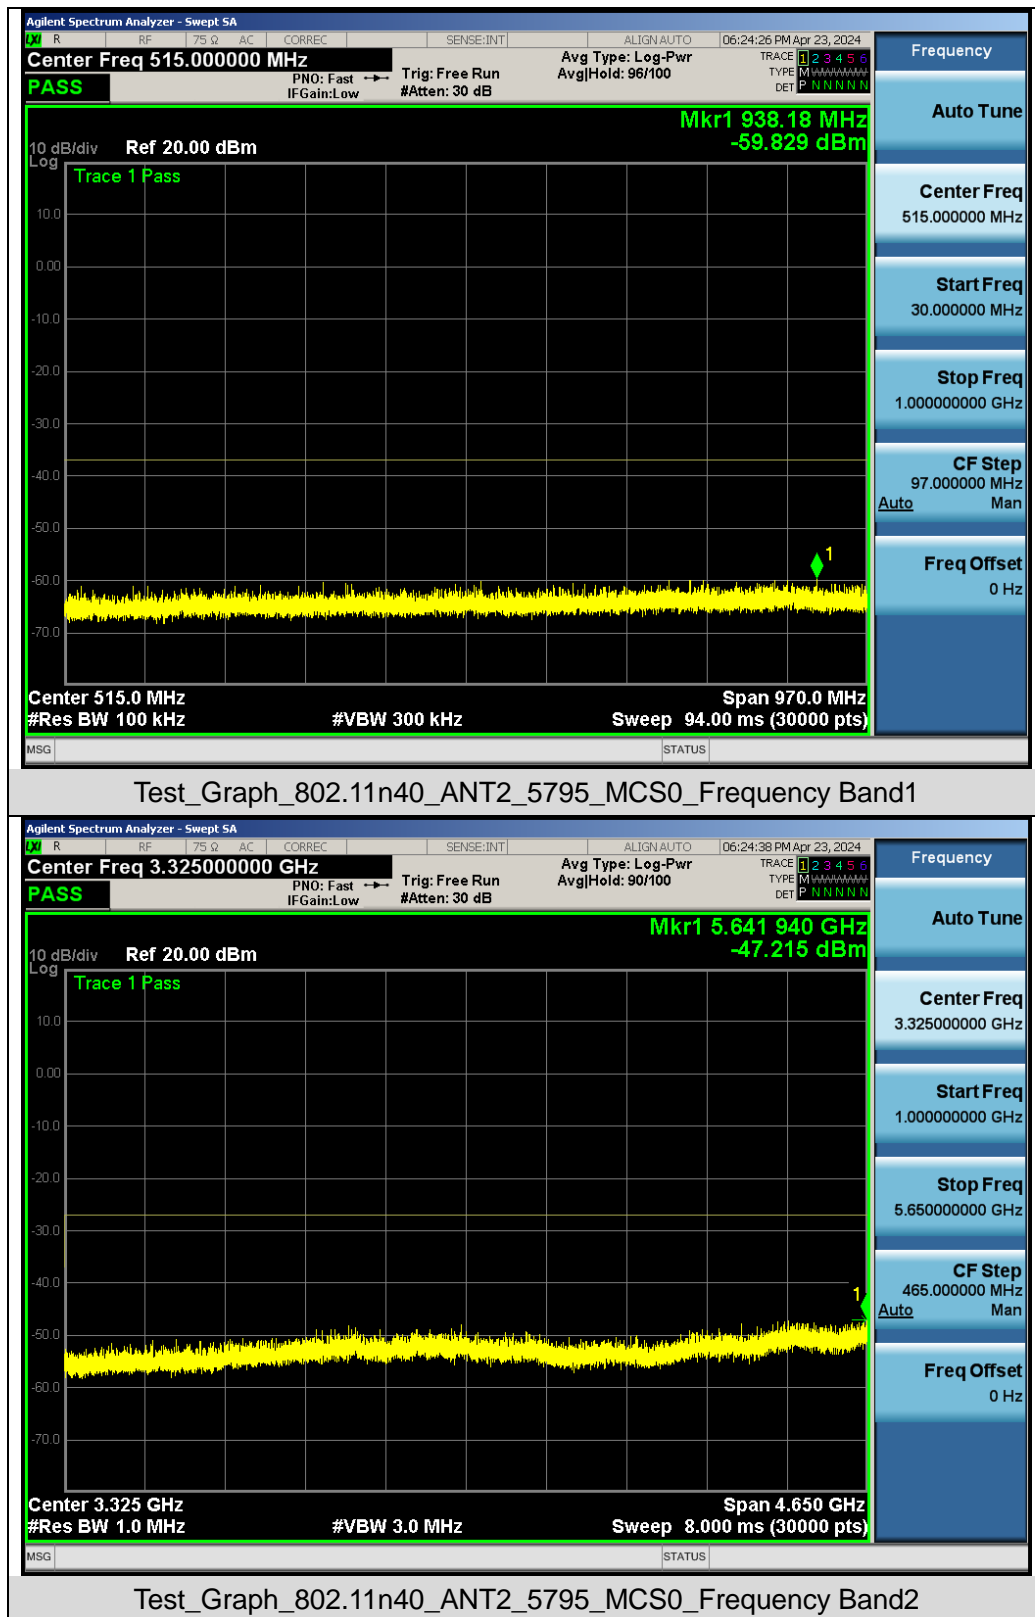 Agilent Spectrum Analyzer - Swept SA
LXI R RF 75 Ω AC CORREC SENSE:INT ALIGN AUTO 06:24:26 PM Apr 23, 2024
Center Freq 515.000000 MHz
PASS
PNO: Fast
IFGain:Low
Trig: Free Run
#Atten: 30 dB
Avg Type: Log-Pwr
Avg|Hold: 96/100
TRACE 1 2 3 4 5 6
TYPE M WWWWW
DET P N N N N N
Mkr1 938.18 MHz
-59.829 dBm
10 dB/div Ref 20.00 dBm
Log
Trace 1 Pass
10.0
0.00
-10.0
-20.0
-30.0
-40.0
-50.0
1
-60.0
-70.0
Center 515.0 MHz Span 970.0 MHz
#Res BW 100 kHz #VBW 300 kHz Sweep 94.00 ms (30000 pts)
MSG STATUS
Frequency
Auto Tune
Center Freq
515.000000 MHz
Start Freq
30.000000 MHz
Stop Freq
1.000000000 GHz
CF Step
97.000000 MHz
Auto Man
Freq Offset
0 Hz
Test_Graph_802.11n40_ANT2_5795_MCS0_Frequency Band1
Agilent Spectrum Analyzer - Swept SA
LXI R RF 75 Ω AC CORREC SENSE:INT ALIGN AUTO 06:24:38 PM Apr 23, 2024
Center Freq 3.325000000 GHz
PASS
PNO: Fast
IFGain:Low
Trig: Free Run
#Atten: 30 dB
Avg Type: Log-Pwr
Avg|Hold: 90/100
TRACE 1 2 3 4 5 6
TYPE M WWWWW
DET P N N N N N
Mkr1 5.641 940 GHz
-47.215 dBm
10 dB/div Ref 20.00 dBm
Log
Trace 1 Pass
10.0
0.00
-10.0
-20.0
-30.0
-40.0
1
-50.0
-60.0
-70.0
Center 3.325 GHz Span 4.650 GHz
#Res BW 1.0 MHz #VBW 3.0 MHz Sweep 8.000 ms (30000 pts)
MSG STATUS
Frequency
Auto Tune
Center Freq
3.325000000 GHz
Start Freq
1.000000000 GHz
Stop Freq
5.650000000 GHz
CF Step
465.000000 MHz
Auto Man
Freq Offset
0 Hz
Test_Graph_802.11n40_ANT2_5795_MCS0_Frequency Band2